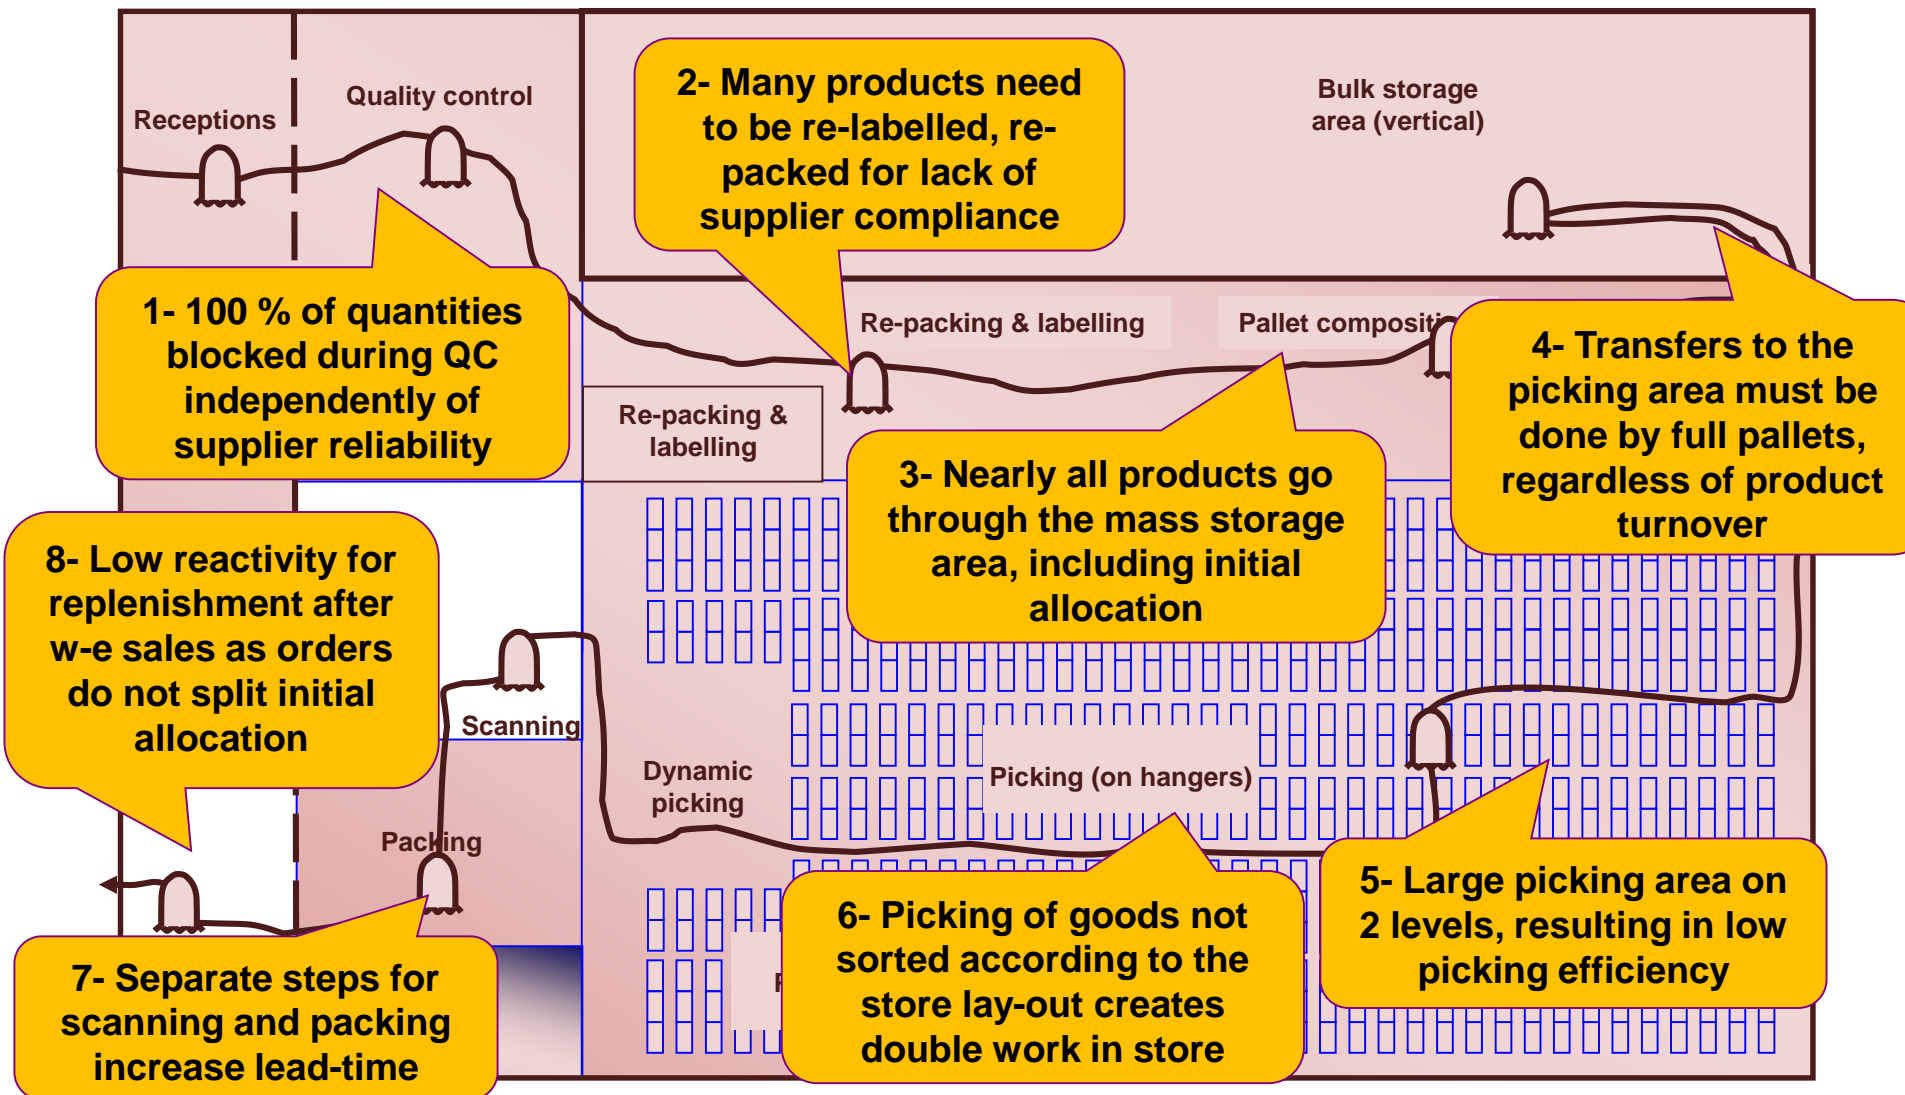 Receptions
Quality control
2- Many products need
to be re-labelled, re-
packed for lack of
supplier compliance
Bulk storage
area (vertical)
1- 100 % of quantities
blocked during QC
independently of
supplier reliability
Re-packing & labelling
Pallet compositi
4- Transfers to the
picking area must be
done by full pallets,
regardless of product
turnover
Re-packing &
labelling
3- Nearly all products go
through the mass storage
area, including initial
allocation
8- Low reactivity for
replenishment after
w-e sales as orders
do not split initial
allocation
Scanning
Dynamic
picking
Picking (on hangers)
Packing
5- Large picking area on
2 levels, resulting in low
picking efficiency
6- Picking of goods not
sorted according to the
store lay-out creates
double work in store
7- Separate steps for
scanning and packing
increase lead-time